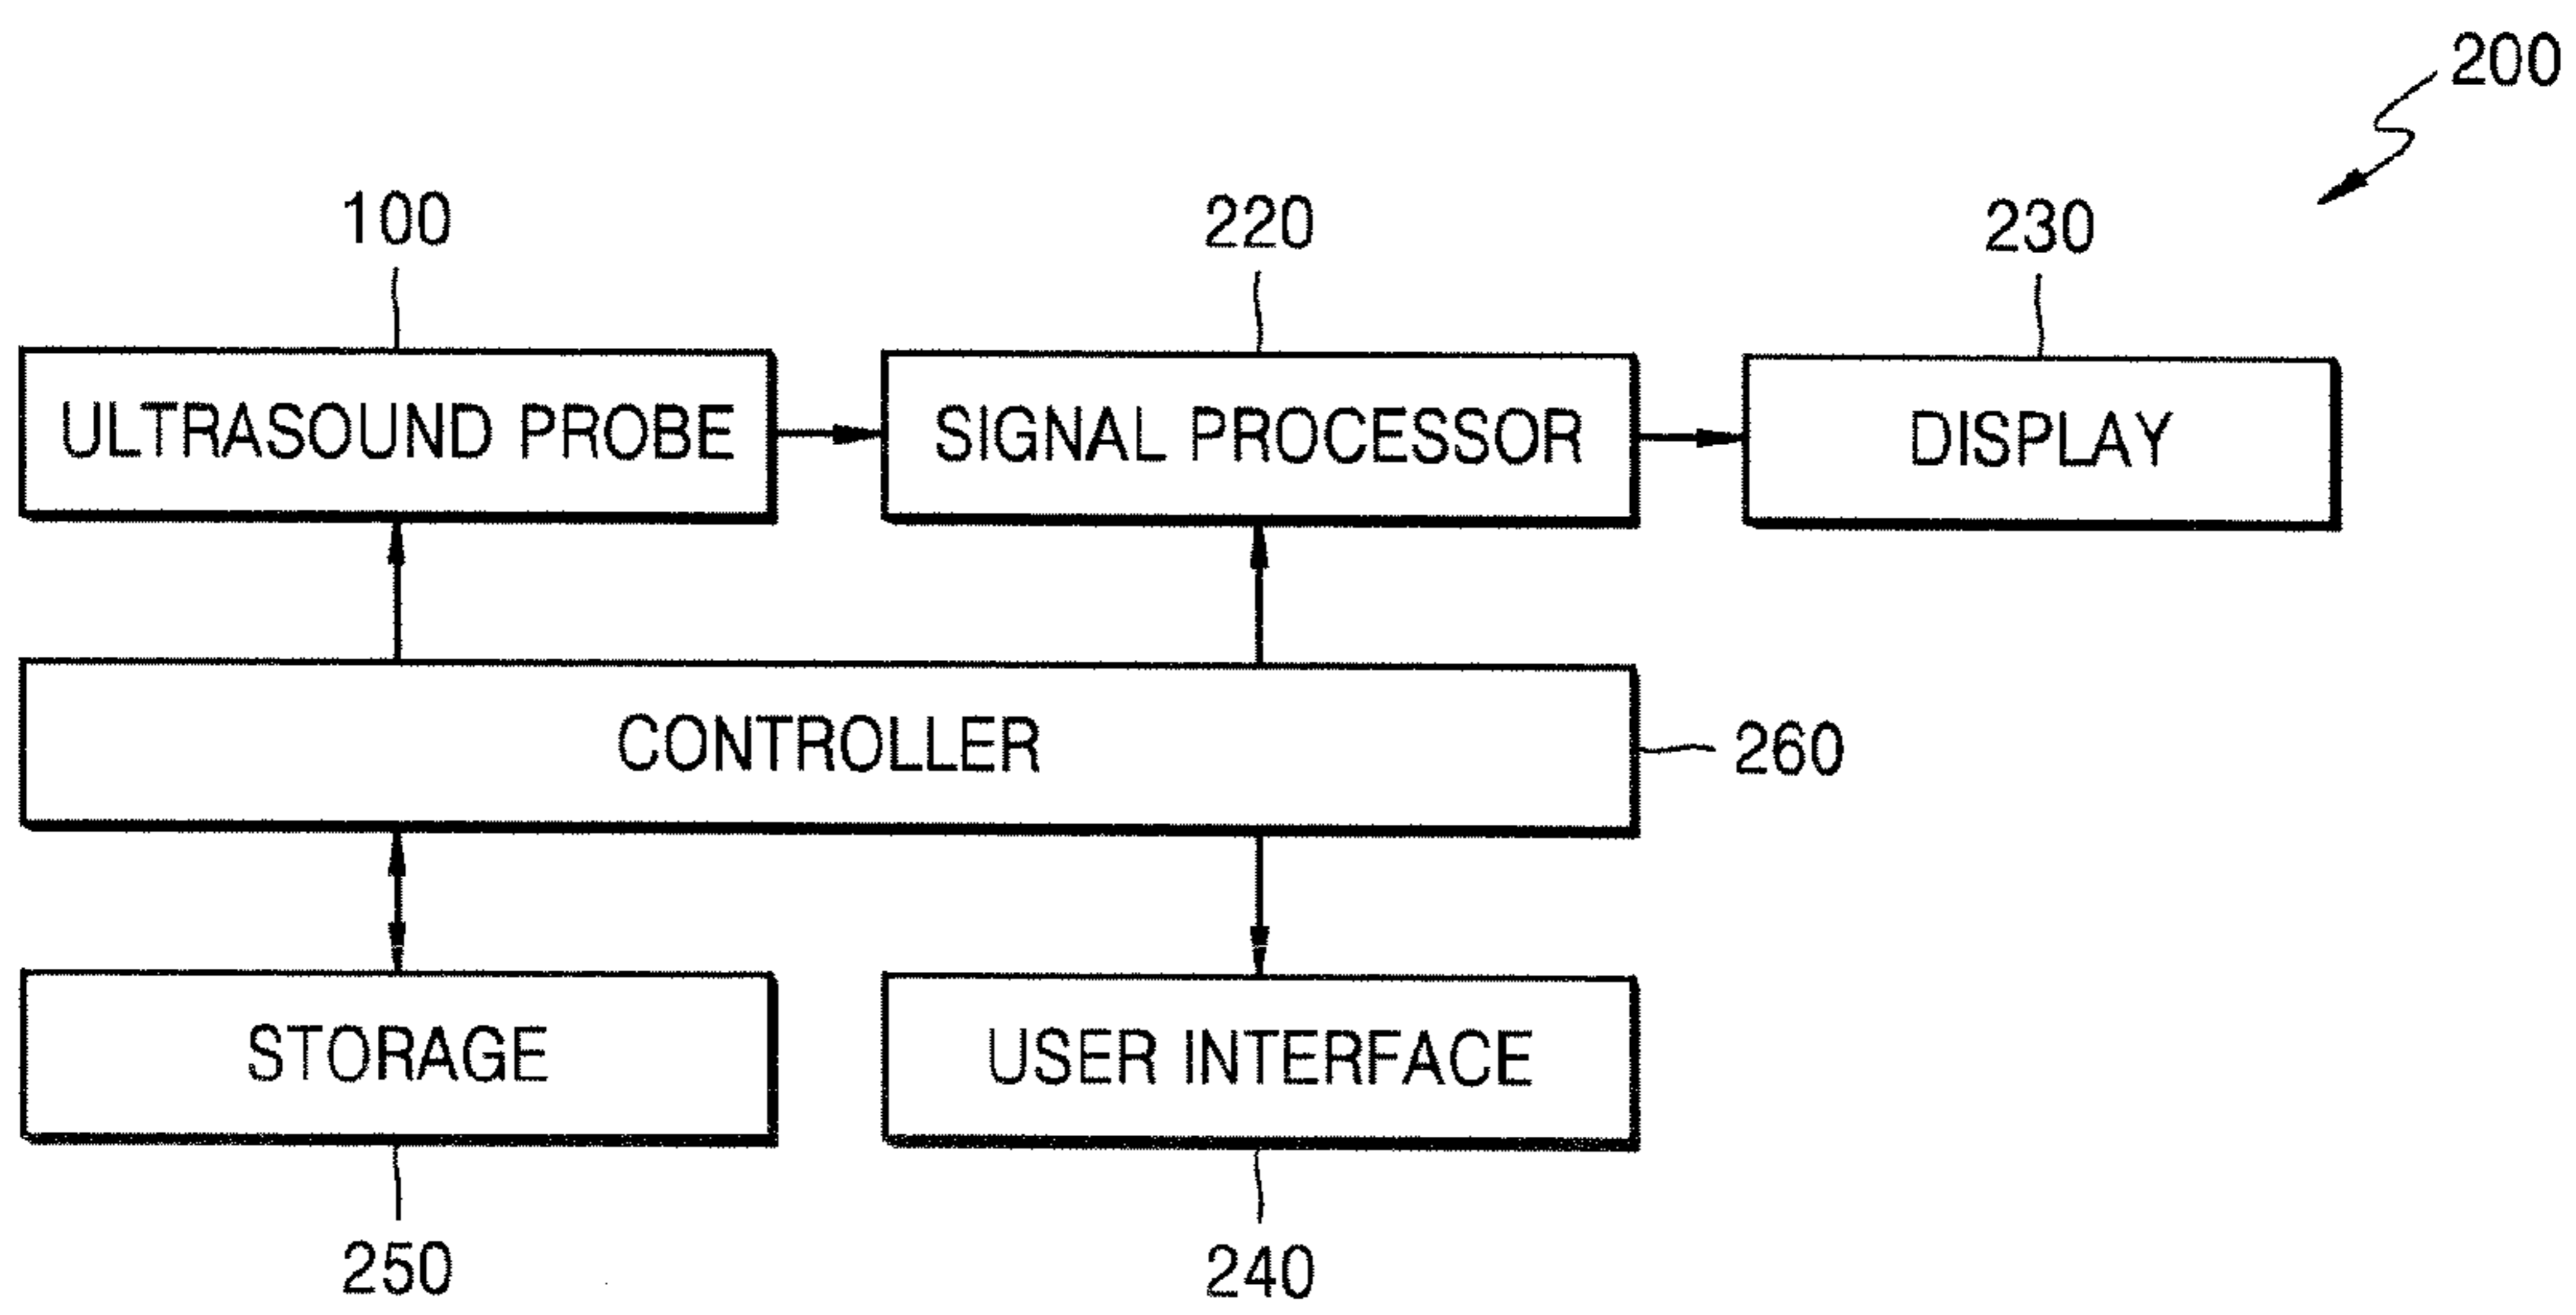 200
100
220
230
ULTRASOUND PROBE
SIGNAL PROCESSOR
DISPLAY
CONTROLLER
260
STORAGE
USER INTERFACE
250
240